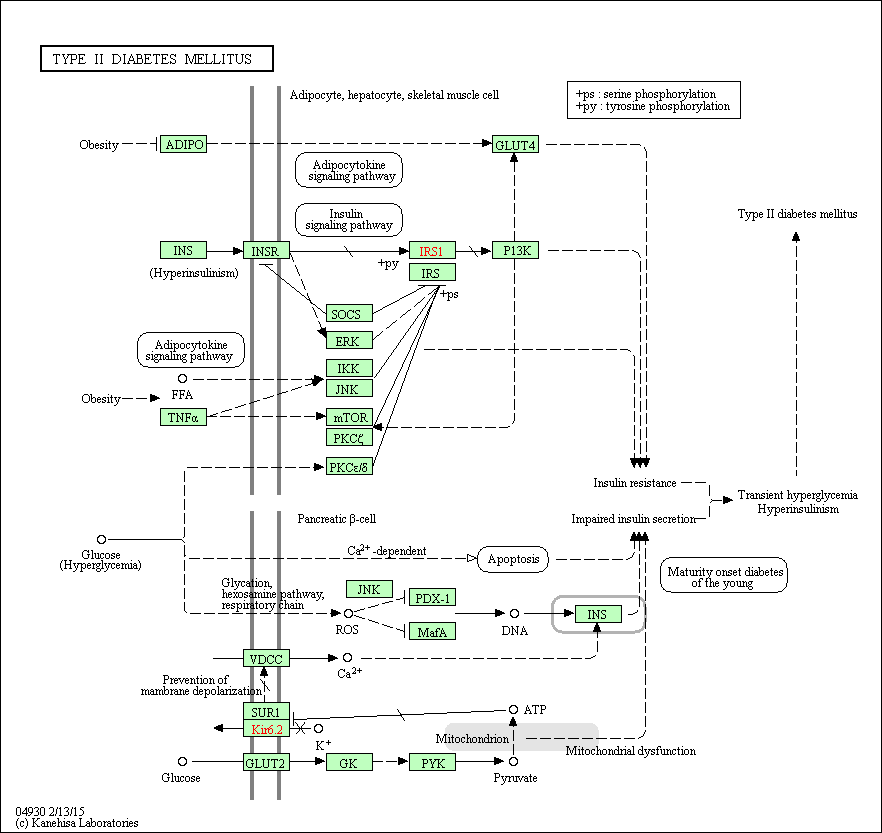 TYPE II DIABETES MELLITUS
Adipocyte, hepatocyte, skeletal muscle cell
+ps : serine phosphorylation
+py : tyrosine phosphorylation
Obesity
ADIPO
GLUT4
Adipocytokine
signaling pathway
Insulin
signaling pathway
Type II diabetes mellitus
INS
INSR
IRS1
P13K
(Hyperinsulinism)
+py
IRS
+ps
SOCS
ERK
Adipocytokine
signaling pathway
IKK
JNK
FFA
Obesity
TNFα
mTOR
PKCζ
PKCε/δ
Insulin resistance
Transient hyperglycemia
Hyperinsulinism
Pancreatic β-cell
Impaired insulin secretion
Glucose
(Hyperglycemia)
Ca2+ -dependent
Apoptosis
Maturity onset diabetes
of the young
Glycation,
hexosamine pathway,
respiratory chain
JNK
PDX-1
ROS
MafA
DNA
INS
VDCC
Ca2+
Prevention of
mambrane depolarization
SUR1
Kir6.2
K+
ATP
Mitochondrion
Mitochondrial dysfunction
Glucose
GLUT2
GK
PYK
Pyruvate
04930 2/13/15
(c) Kanehisa Laboratories